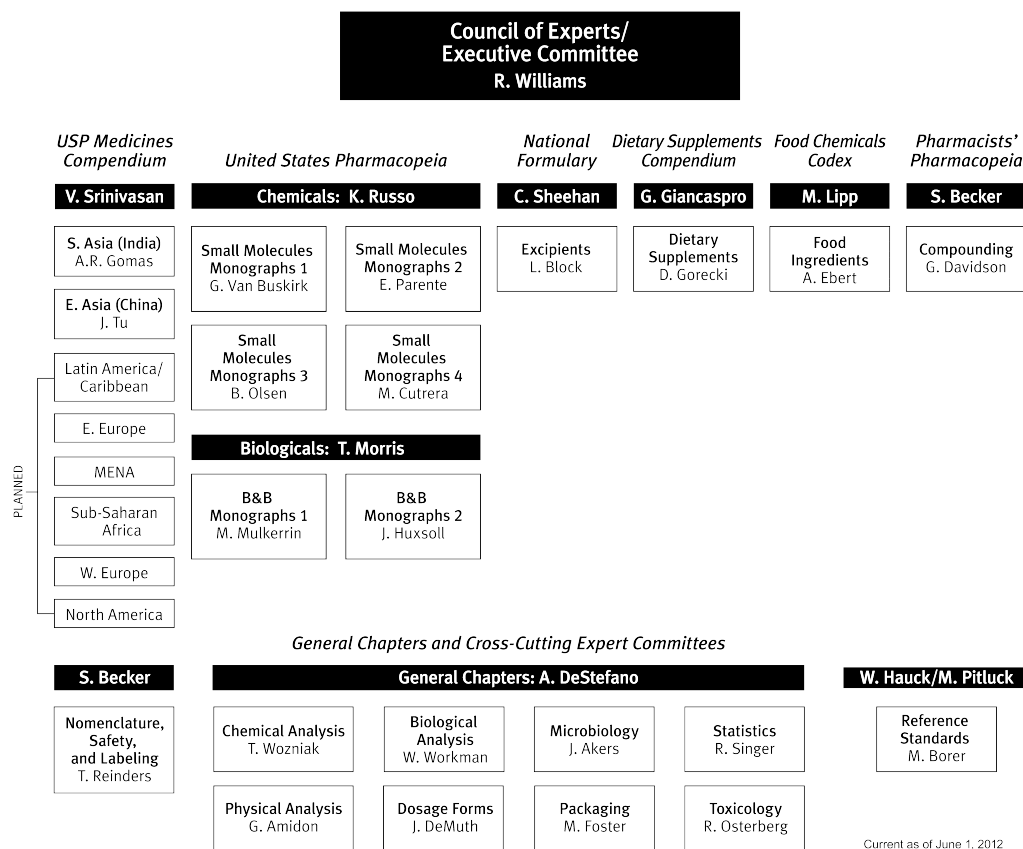 Council of Experts/
Executive Committee
R. Williams
USP Medicines
Compendium
United States Pharmacopeia
National
Formulary
Dietary Supplements
Compendium
Food Chemicals
Codex
Pharmacists'
Pharmacopeia
V. Srinivasan
Chemicals: K. Russo
C. Sheehan
G. Giancaspro
M. Lipp
S. Becker
S. Asia (India)
A.R. Gomas
E. Asia (China)
J. Tu
Latin America/
Caribbean
E. Europe
MENA
Sub-Saharan
Africa
W. Europe
North America
PLANNED
Small Molecules
Monographs 1
G. Van Buskirk
Small Molecules
Monographs 2
E. Parente
Small
Molecules
Monographs 3
B. Olsen
Small
Molecules
Monographs 4
M. Cutrera
Biologicals: T. Morris
B&B
Monographs 1
M. Mulkerrin
B&B
Monographs 2
J. Huxsoll
Excipients
L. Block
Dietary
Supplements
D. Gorecki
Food
Ingredients
A. Ebert
Compounding
G. Davidson
General Chapters and Cross-Cutting Expert Committees
S. Becker
General Chapters: A. DeStefano
W. Hauck/M. Pitluck
Nomenclature,
Safety,
and Labeling
T. Reinders
Chemical Analysis
T. Wozniak
Biological
Analysis
W. Workman
Microbiology
J. Akers
Statistics
R. Singer
Reference
Standards
M. Borer
Physical Analysis
G. Amidon
Dosage Forms
J. DeMuth
Packaging
M. Foster
Toxicology
R. Osterberg
Current as of June 1, 2012